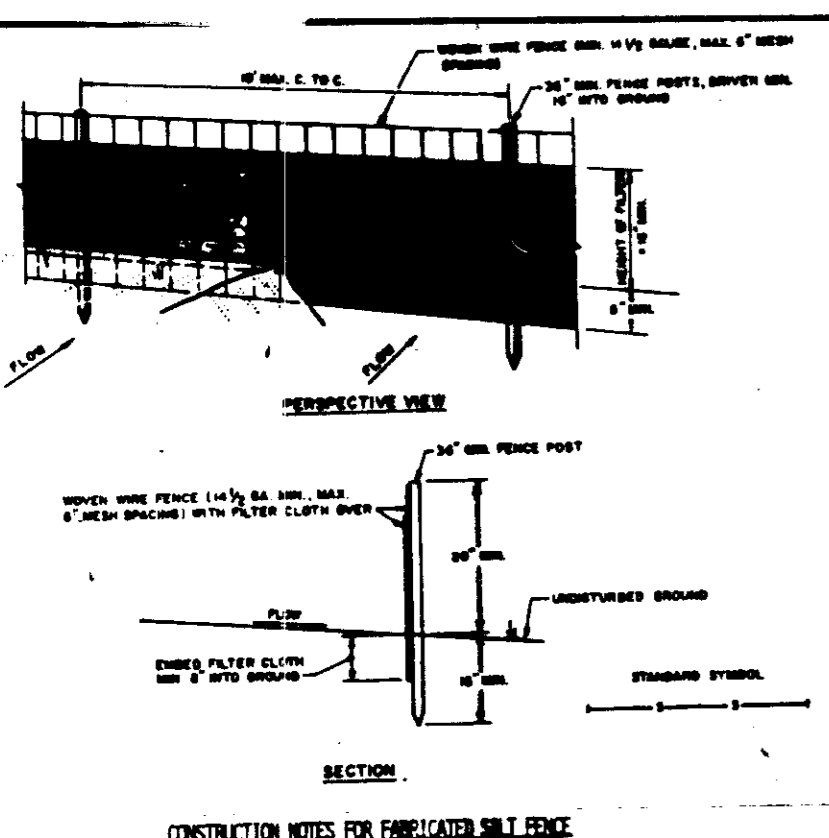 WOVEN WIRE FENCE (MIN. 14 1/2 GAUGE, MAX. 6" MESH
SPACING)
10' MAX. C. TO C.
36" MIN. FENCE POSTS, DRIVEN MIN.
16" INTO GROUND
HEIGHT OF FILTER
= 16" MIN.
8" MIN.
FLOW
FLOW
PERSPECTIVE VIEW
36" MIN. FENCE POST
WOVEN WIRE FENCE (14 1/2 GA. MIN., MAX.
6" MESH SPACING) WITH FILTER CLOTH OVER
20" MIN.
UNDISTURBED GROUND
FLOW
EMBED FILTER CLOTH
MIN 8" INTO GROUND
16" MIN.
STANDARD SYMBOL
S S
SECTION
CONSTRUCTION NOTES FOR FABRICATED SILT FENCE